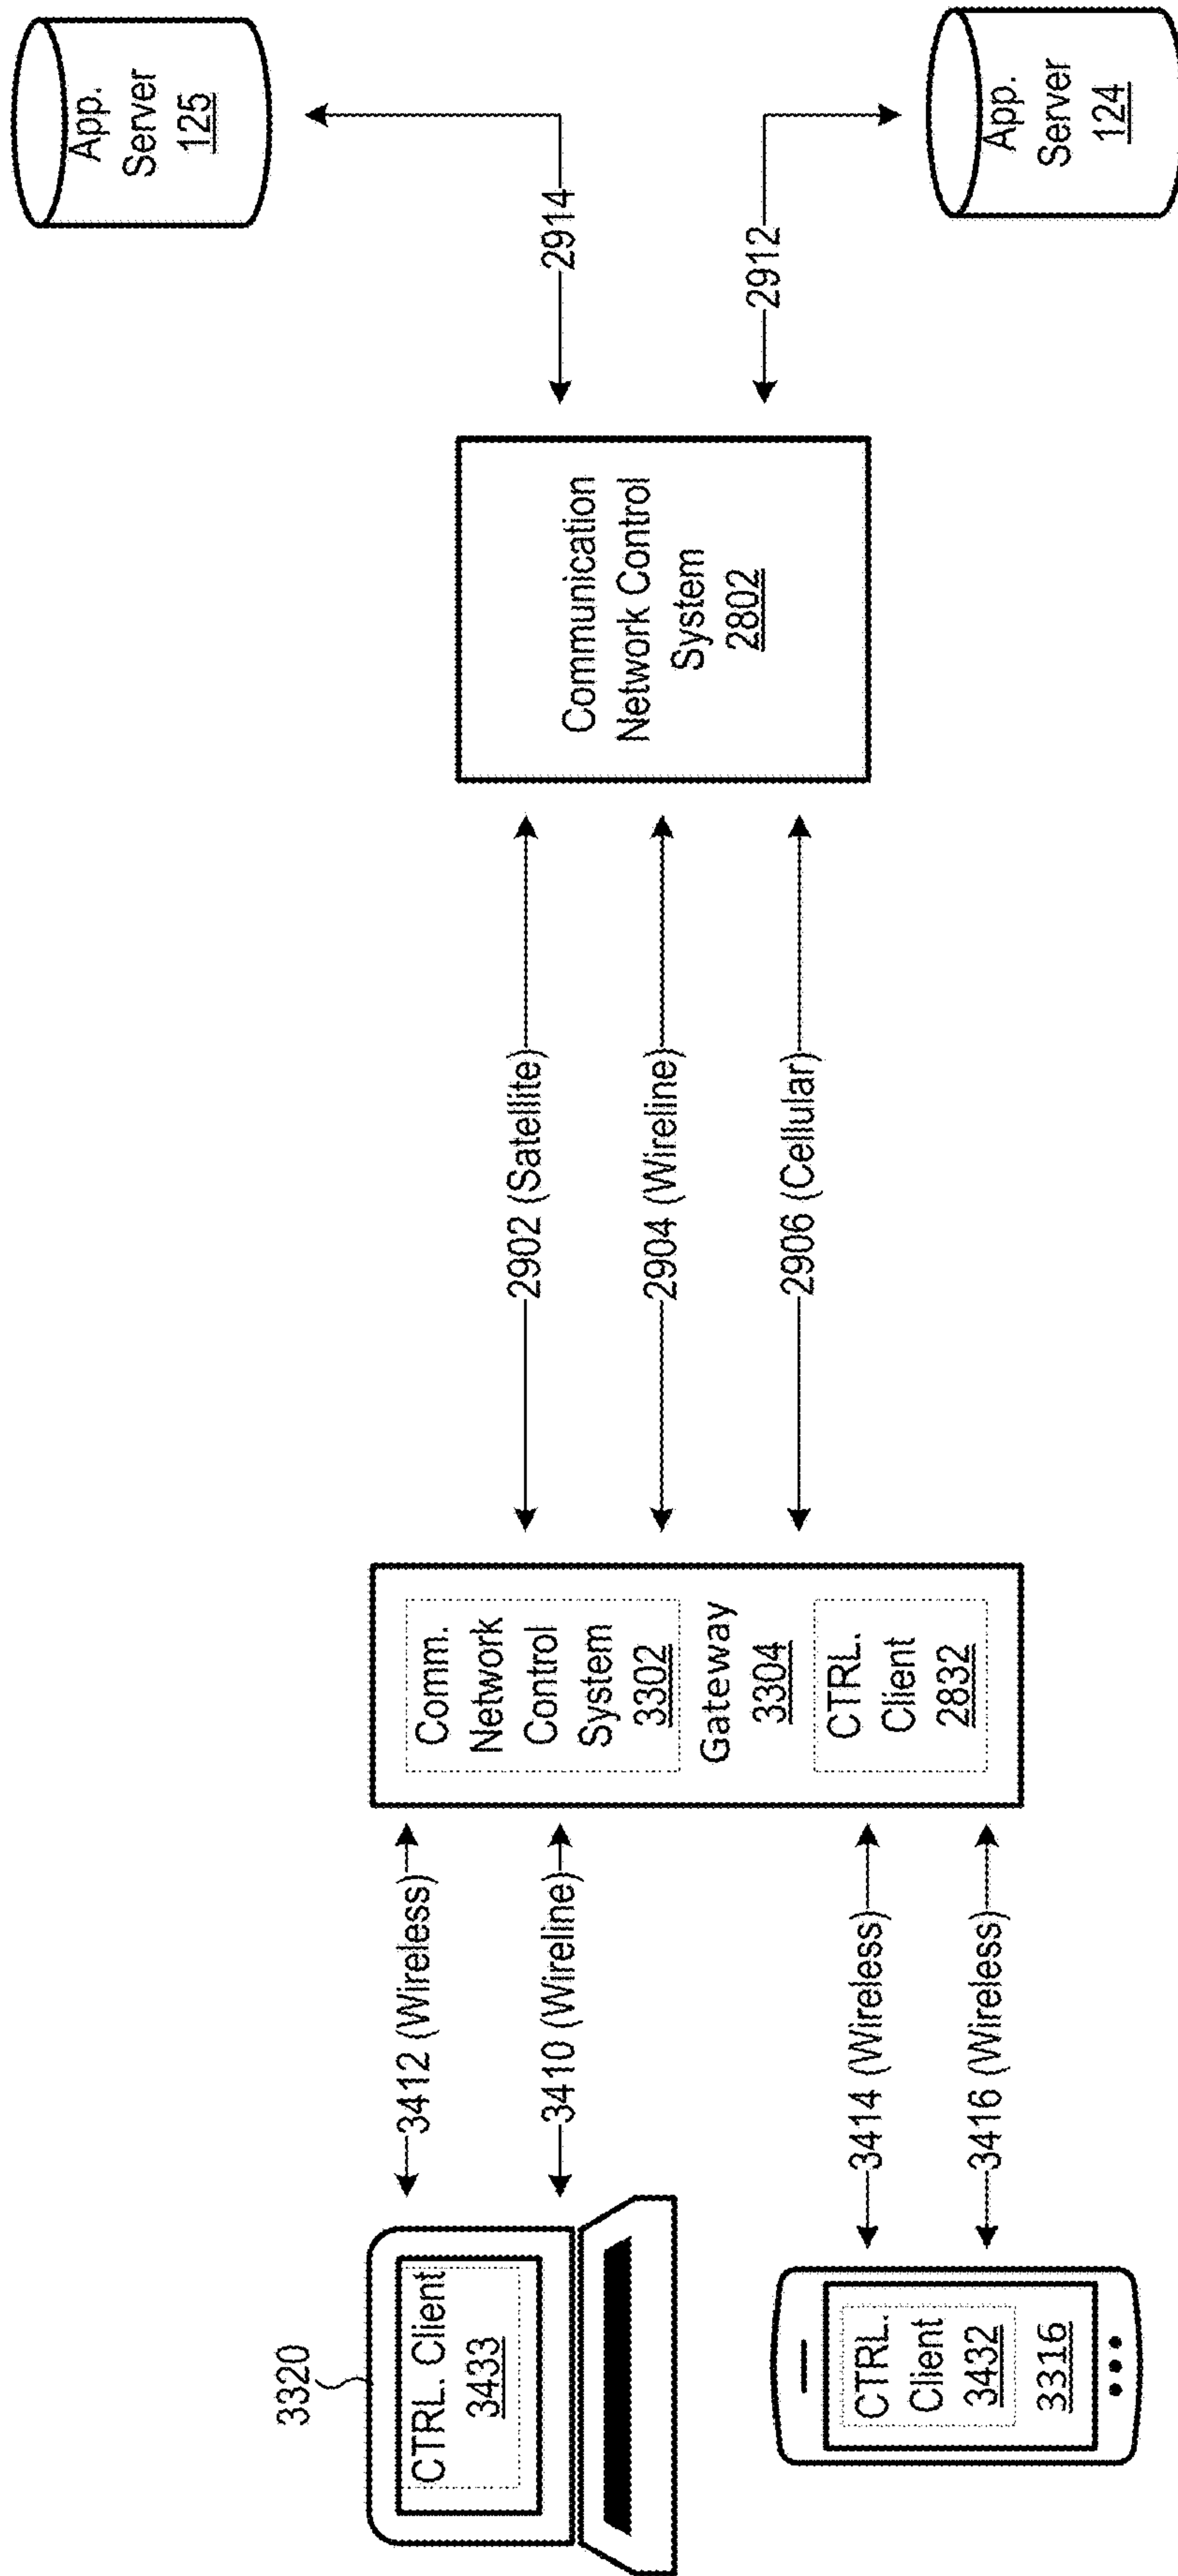 3320
CTRL. Client
3433
CTRL.
Client
3432
3316
3412 (Wireless)
3410 (Wireline)
3414 (Wireless)
3416 (Wireless)
Comm.
Network
Control
System
3302
Gateway
3304
CTRL.
Client
2832
2902 (Satellite)
2904 (Wireline)
2906 (Cellular)
Communication
Network Control
System
2802
2914
2912
App.
Server
125
App.
Server
124